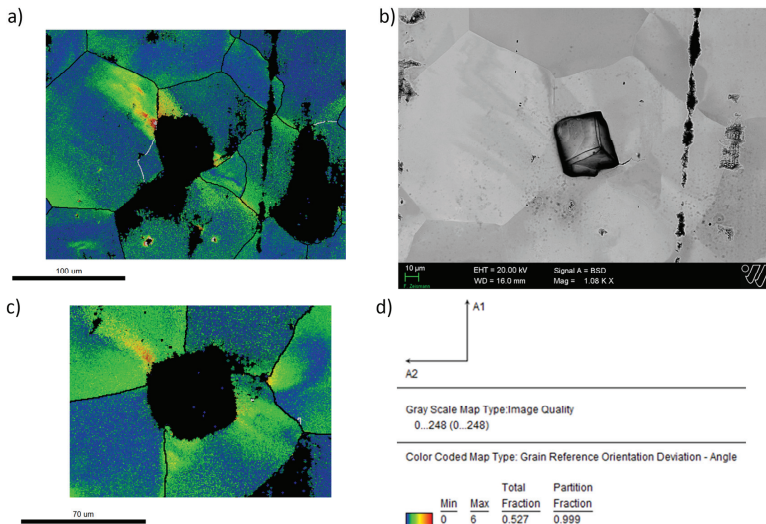 a)
100 um
b)
10 µm
EHT = 20.00 kV
Signal A = BSD
WD = 16.0 mm
Mag = 1.08 K X
c)
70 um
d)
A1
A2
Gray Scale Map Type:Image Quality
0...248 (0...248)
Color Coded Map Type: Grain Reference Orientation Deviation - Angle
Total Partition
Min Max Fraction Fraction
0 6 0.527 0.999